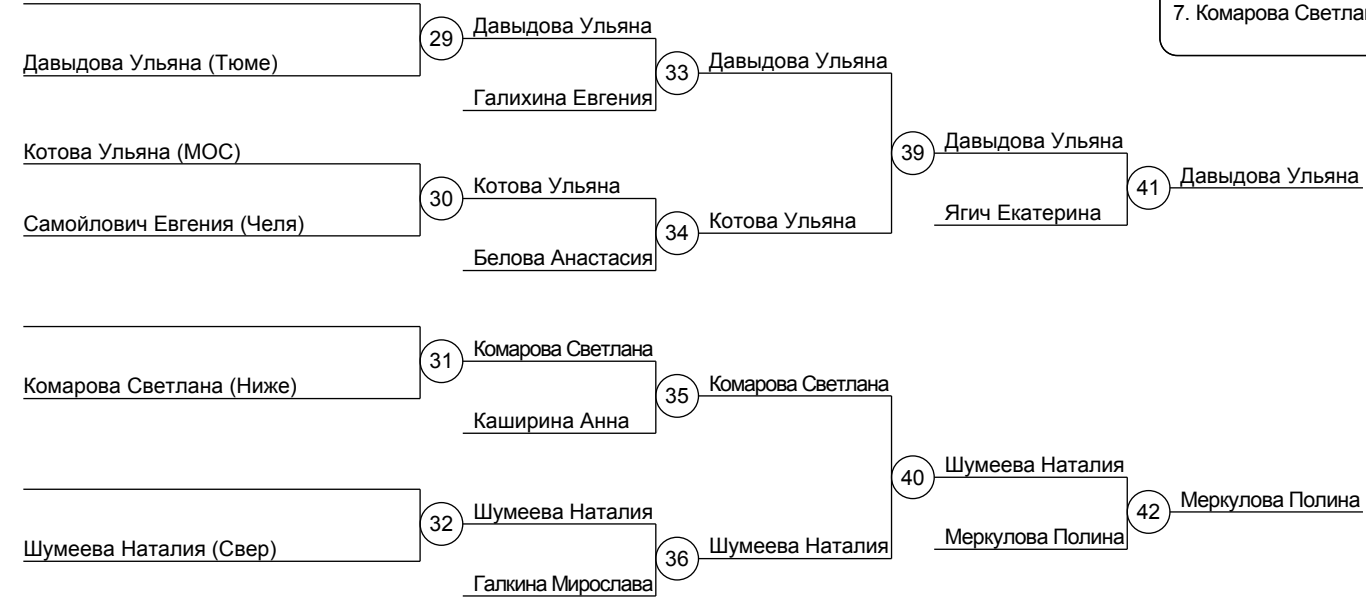 7. Комарова Светла
29
Давыдова Ульяна
Давыдова Ульяна (Тюме)
33
Давыдова Ульяна
Галихина Евгения
Котова Ульяна (МОС)
39
Давыдова Ульяна
30
Котова Ульяна
41
Давыдова Ульяна
Самойлович Евгения (Челя)
34
Котова Ульяна
Ягич Екатерина
Белова Анастасия
31
Комарова Светлана
Комарова Светлана (Ниже)
35
Комарова Светлана
Каширина Анна
40
Шумеева Наталия
32
Шумеева Наталия
42
Меркулова Полина
Шумеева Наталия (Свер)
36
Шумеева Наталия
Меркулова Полина
Галкина Мирослава